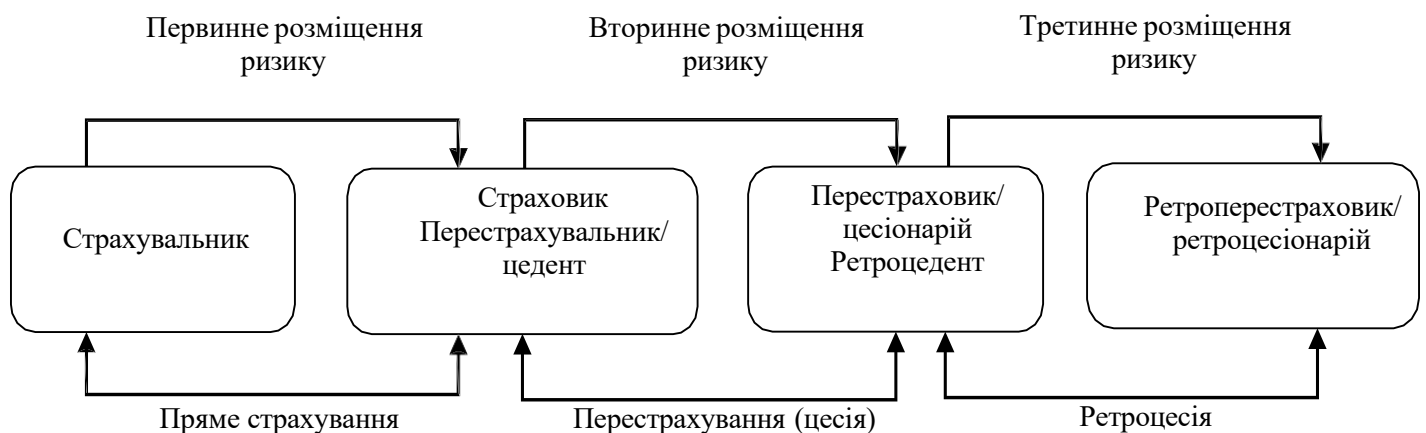 Первинне розміщення
ризику
Вторинне розміщення
ризику
Третинне розміщення
ризику
Страхувальник
Страховик
Перестрахувальник/
цедент
Перестраховик/
цесіонарій
Ретроцедент
Ретроперестраховик/
ретроцесіонарій
Пряме страхування
Перестрахування (цесія)
Ретроцесія